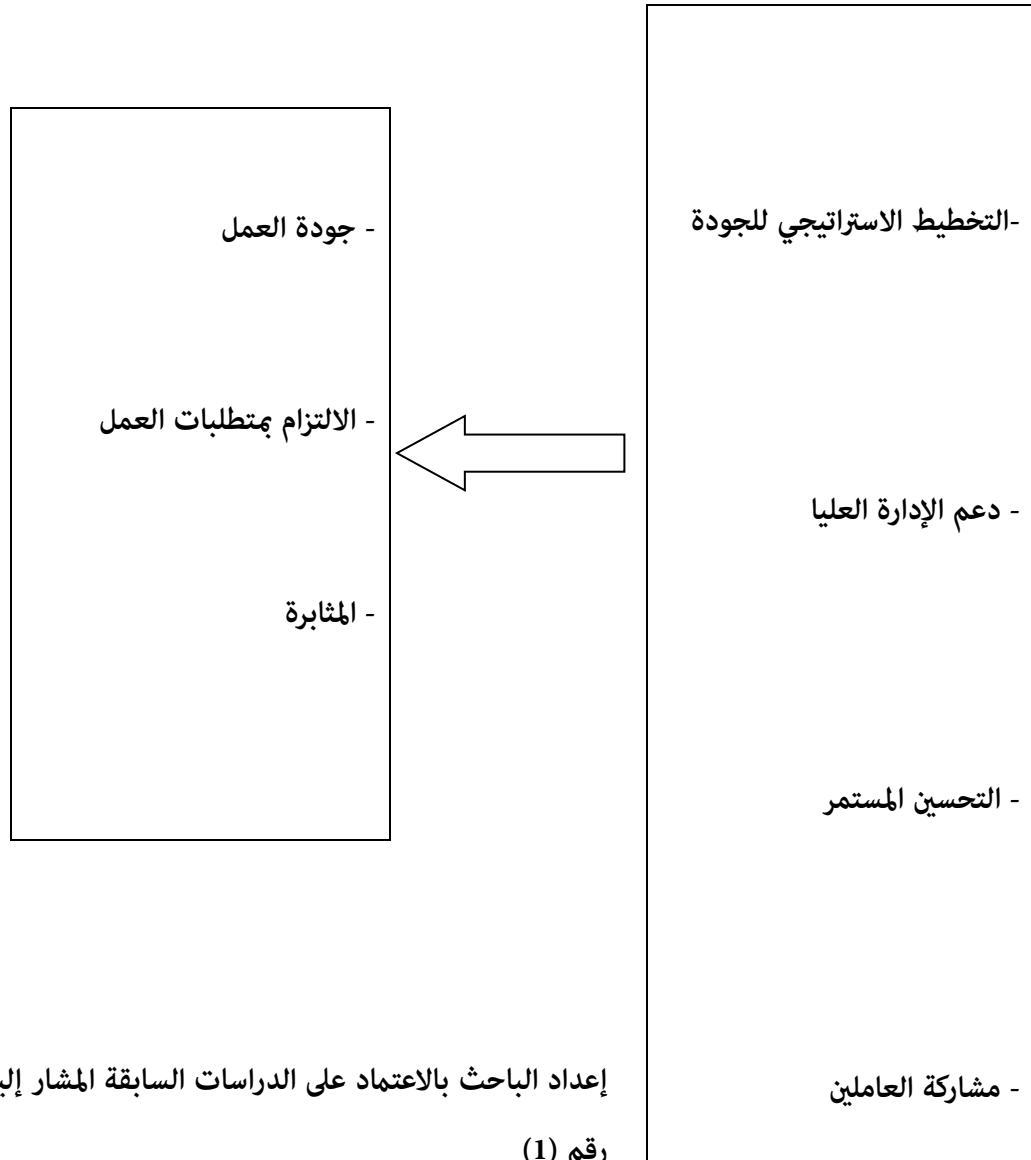 -التخطيط الاستراتيجي للجودة
- دعم الإدارة العليا
- التحسين المستمر
- مشاركة العاملين
- جودة العمل
- الالتزام بمتطلبات العمل
- المثابرة
إعداد الباحث بالاعتماد على الدراسات السابقة المشار
رقم (1)